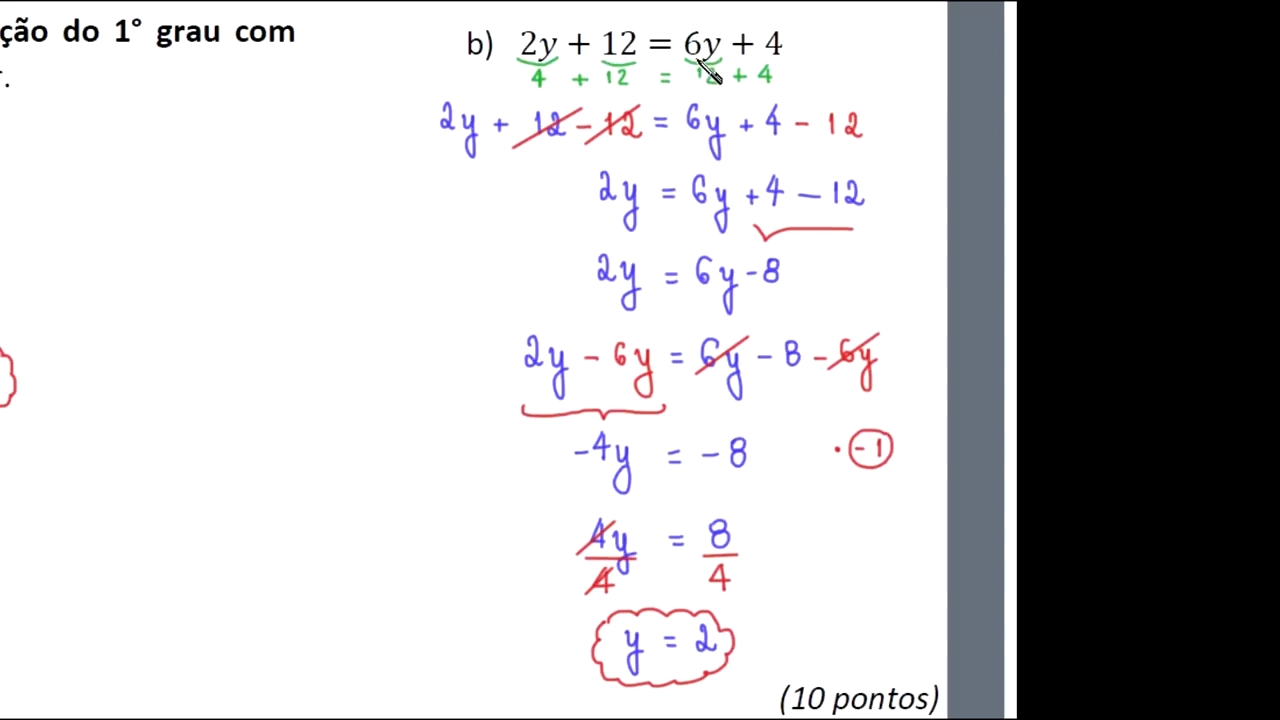 ção do 1° grau com
r.
b) 2y + 12 = 6y + 4
4 + 12 = 12 + 4
2y + 12 - 12 = 6y + 4 - 12
2y = 6y + 4 - 12
2y = 6y - 8
2y - 6y = 6y - 8 - 6y
-4y = -8 · -1
4y/4 = 8/4
y = 2
(10 pontos)